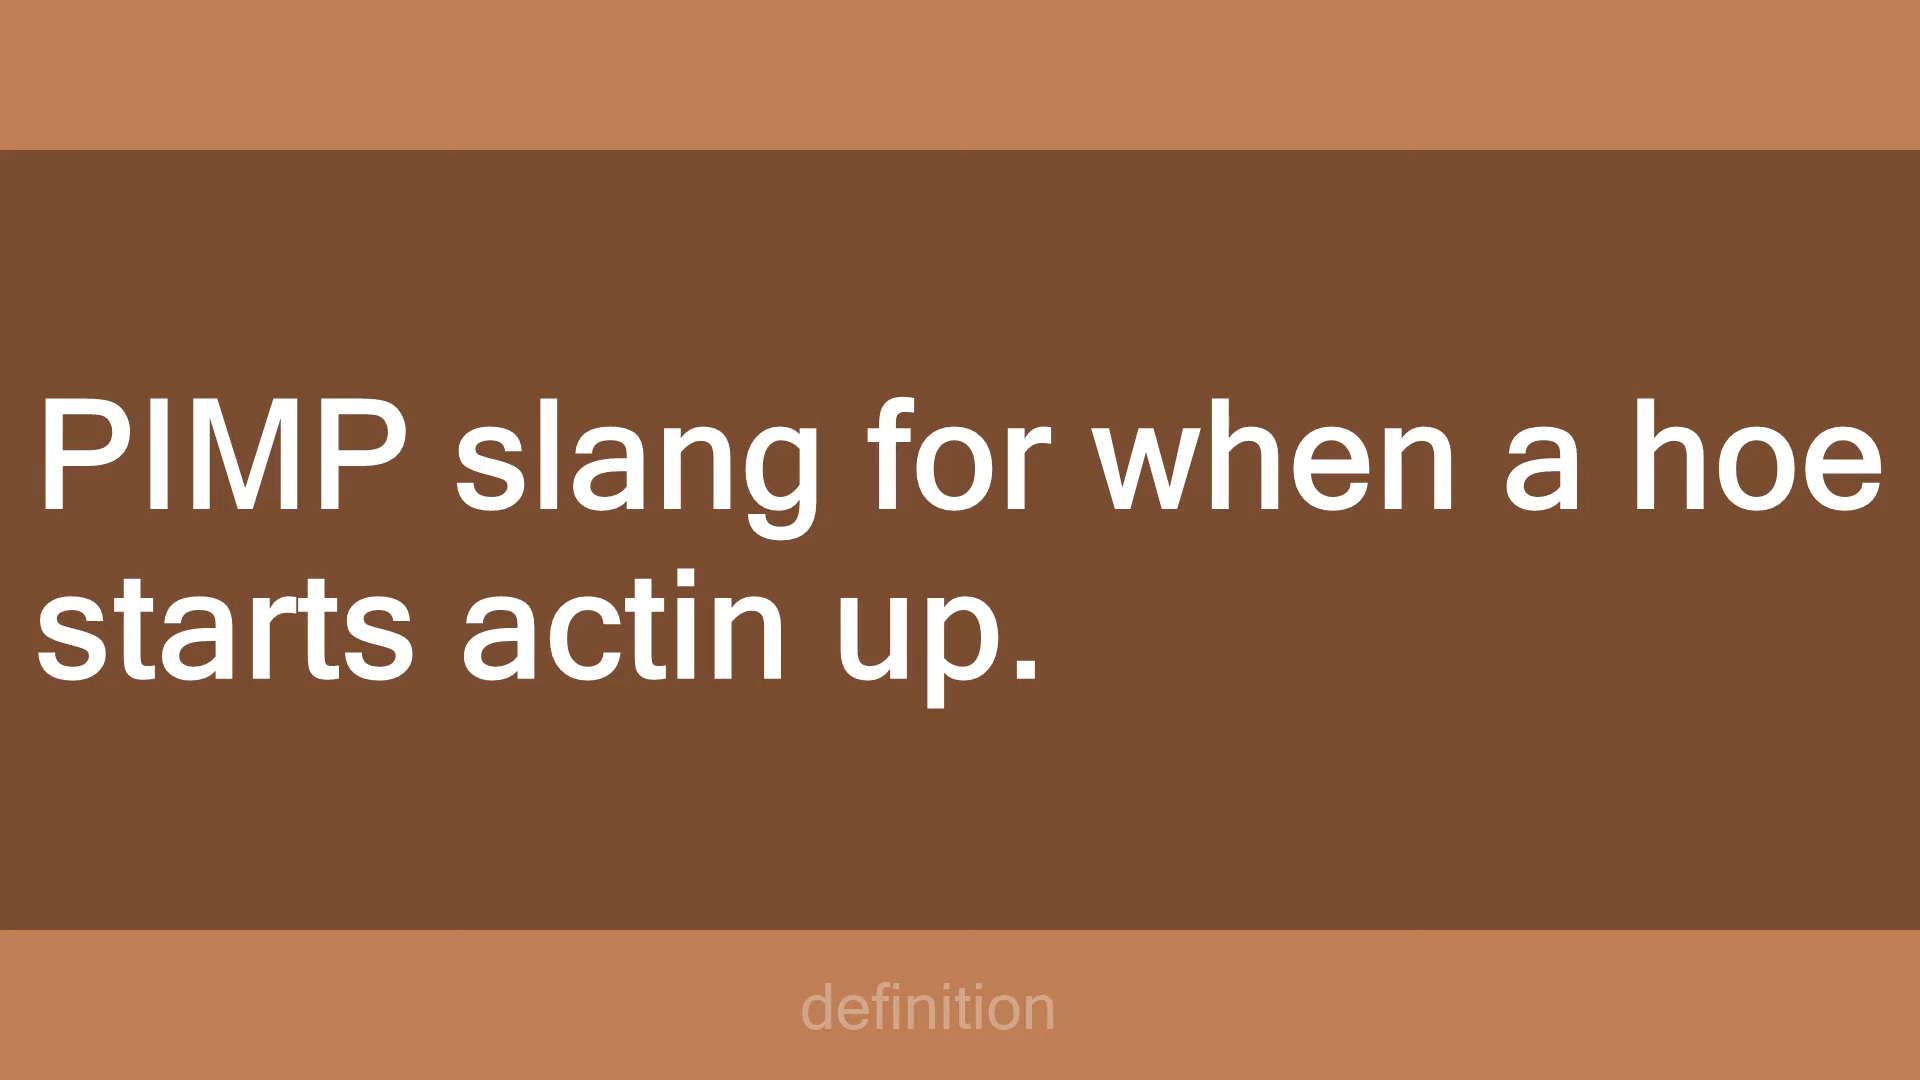 PIMP slang for when a hoe
starts actin up.
definition